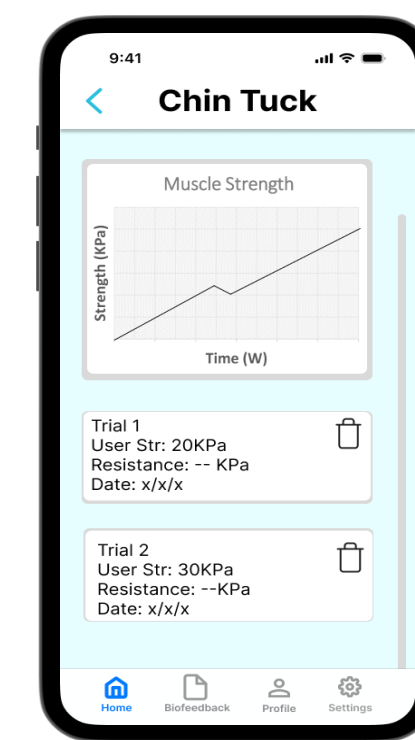 9:41
Chin Tuck
Muscle Strength
Strength (KPa)
Time (W)
Trial 1
User Str: 20KPa
Resistance: -- KPa
Date: x/x/x
Trial 2
User Str: 30KPa
Resistance: --KPa
Date: x/x/x
Home Biofeedback Profile Settings